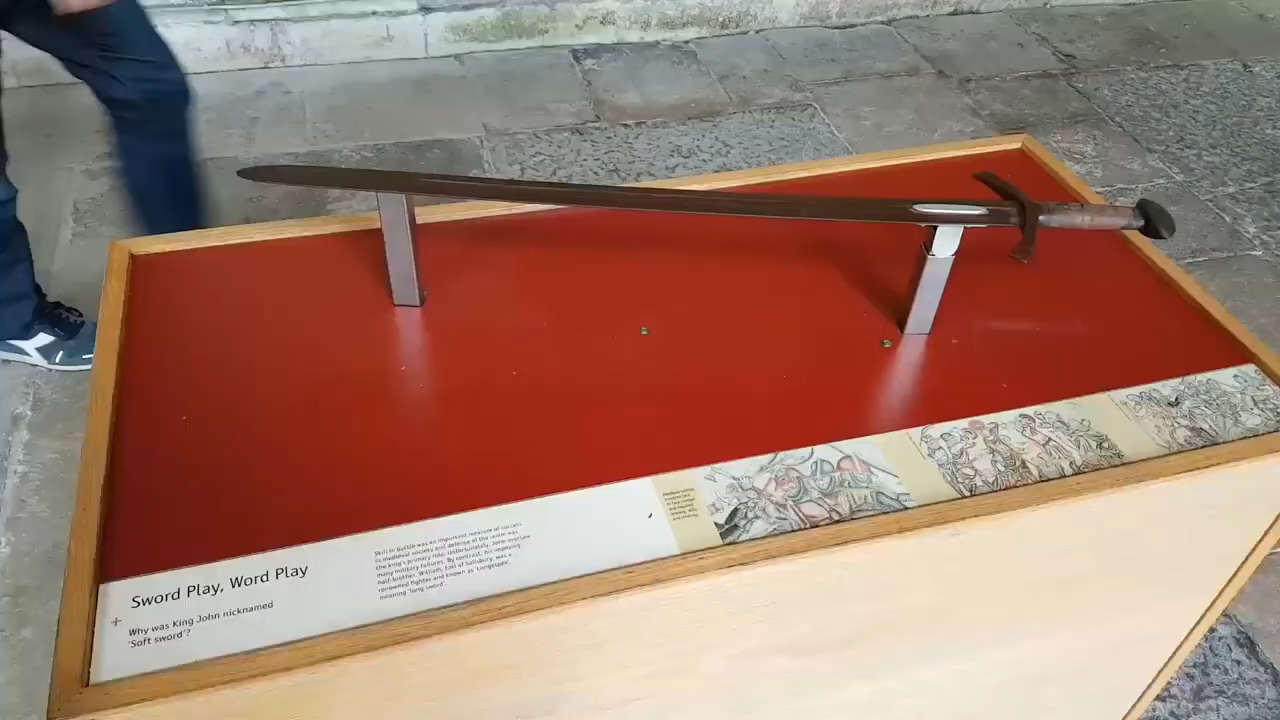 Sword Play, Word Play
Why was King John nicknamed
'Soft sword'?
Skill in battle was an important measure of success
in medieval society and defense of the realm was
the king's primary role. Unfortunately, John oversaw
many military failures. By contrast, his imposing
half-brother, William, Earl of Salisbury, was a
renowned fighter and known as 'Longespee',
meaning 'long sword'.